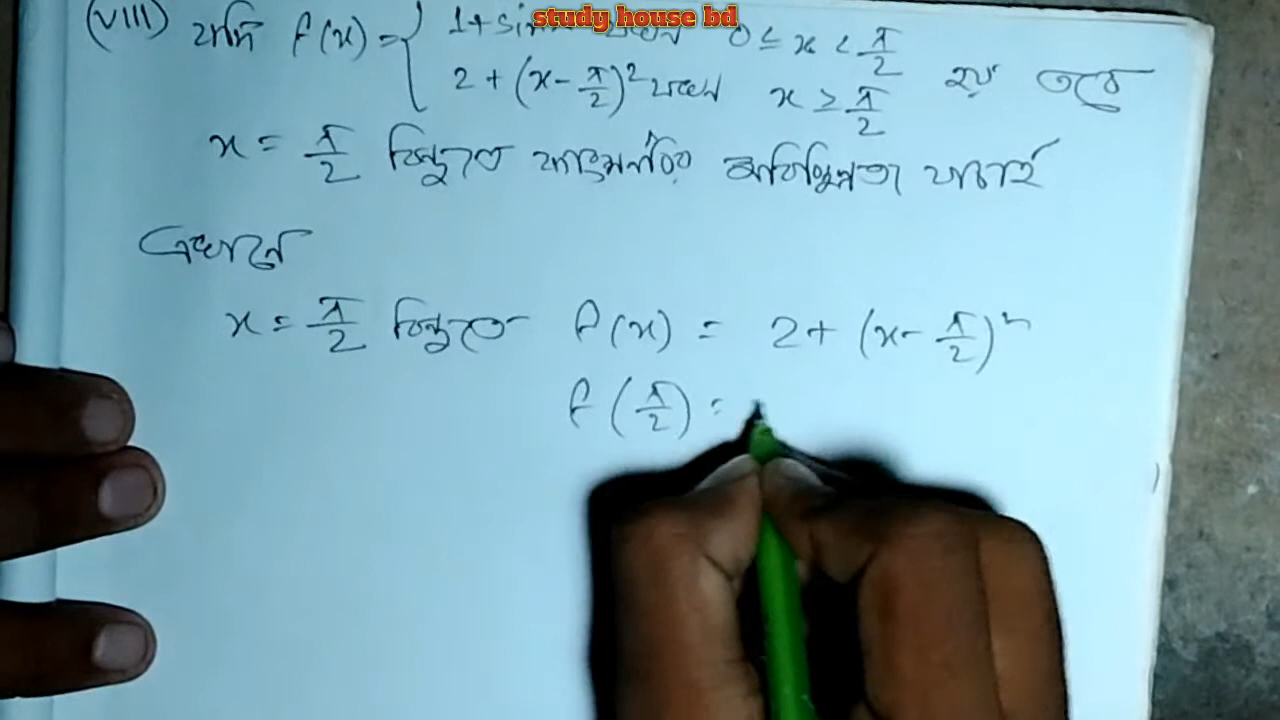 study house bd
(VIII) যদি f(x) = { 1 + sin যখন 0 ≤ x < π/2
2 + (x - π/2)² যখন x ≥ π/2 হয় তবে
x = π/2 বিন্দুতে ফাংশনটির অবিচ্ছিন্নতা যাচাই
এখানে
x = π/2 বিন্দুতে f(x) = 2 + (x - π/2)²
f(π/2) =